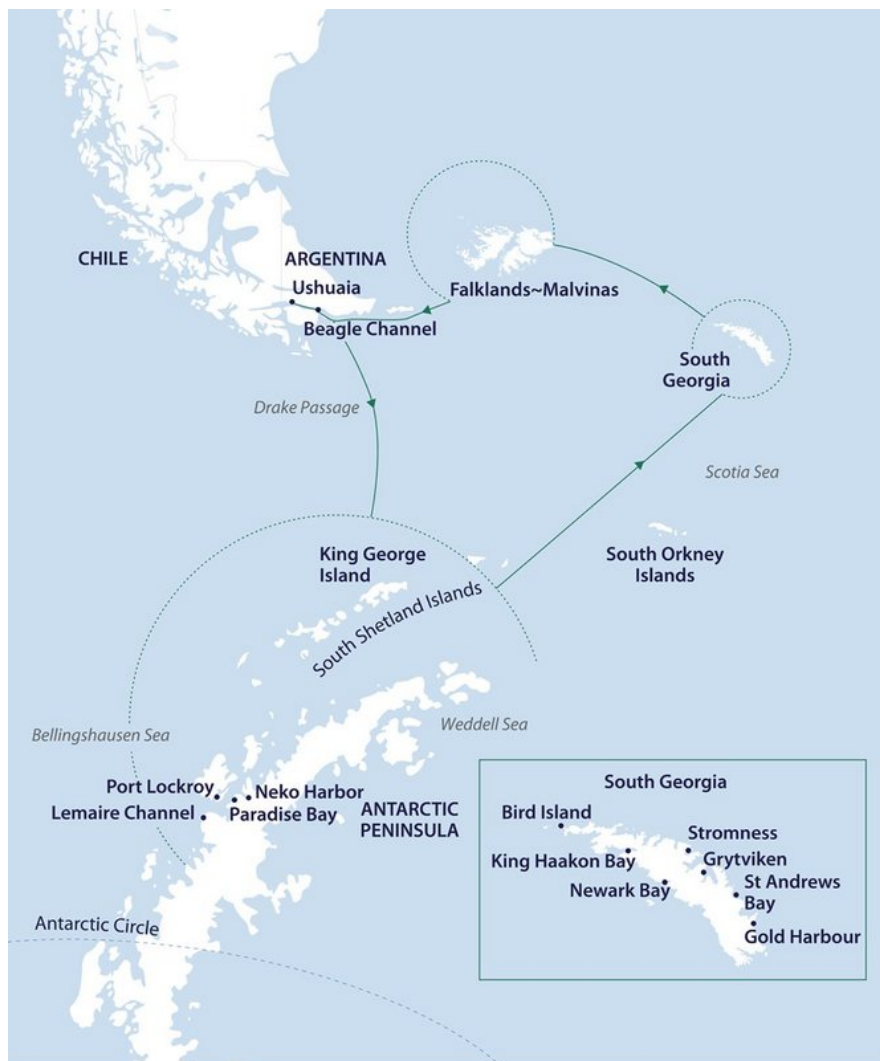 CHILE
ARGENTINA
Ushuaia
Beagle Channel
Falklands~Malvinas
South
Georgia
Drake Passage
Scotia Sea
King George
Island
South Orkney
Islands
South Shetland Islands
Weddell Sea
Bellingshausen Sea
Port Lockroy
Neko Harbor
Lemaire Channel
Paradise Bay
ANTARCTIC
PENINSULA
Antarctic Circle
South Georgia
Bird Island
Stromness
King Haakon Bay
Grytviken
Newark Bay
St Andrews
Bay
Gold Harbour